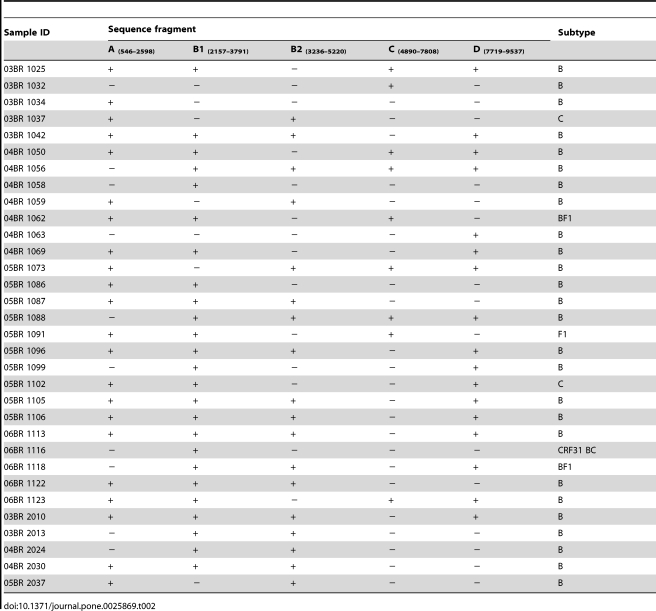 Sample ID Sequence fragment Subtype
A (546–2598) B1 (2157–3791) B2 (3236–5220) C (4890–7808) D (7719–9537)
03BR 1025 + + − + + B
03BR 1032 − − − + − B
03BR 1034 + − − − − B
03BR 1037 + − + − − C
03BR 1042 + + + − + B
04BR 1050 + + − + + B
04BR 1056 − + + + + B
04BR 1058 − + − − − B
04BR 1059 + − + − − B
04BR 1062 + + − + − BF1
04BR 1063 − − − − + B
04BR 1069 + + − − + B
05BR 1073 + − + + + B
05BR 1086 + + − − − B
05BR 1087 + + + − − B
05BR 1088 − + + + + B
05BR 1091 + + − + − F1
05BR 1096 + + + − + B
05BR 1099 − + − − + B
05BR 1102 + + − − + C
05BR 1105 + + + − + B
05BR 1106 + + + − + B
06BR 1113 + + + − + B
06BR 1116 − + − − − CRF31 BC
06BR 1118 − + + − + BF1
06BR 1122 + + + − − B
06BR 1123 + + − + + B
03BR 2010 + + + − + B
03BR 2013 − + + − − B
04BR 2024 − + + − − B
04BR 2030 + + + − − B
05BR 2037 + − + − − B
doi:10.1371/journal.pone.0025869.t002